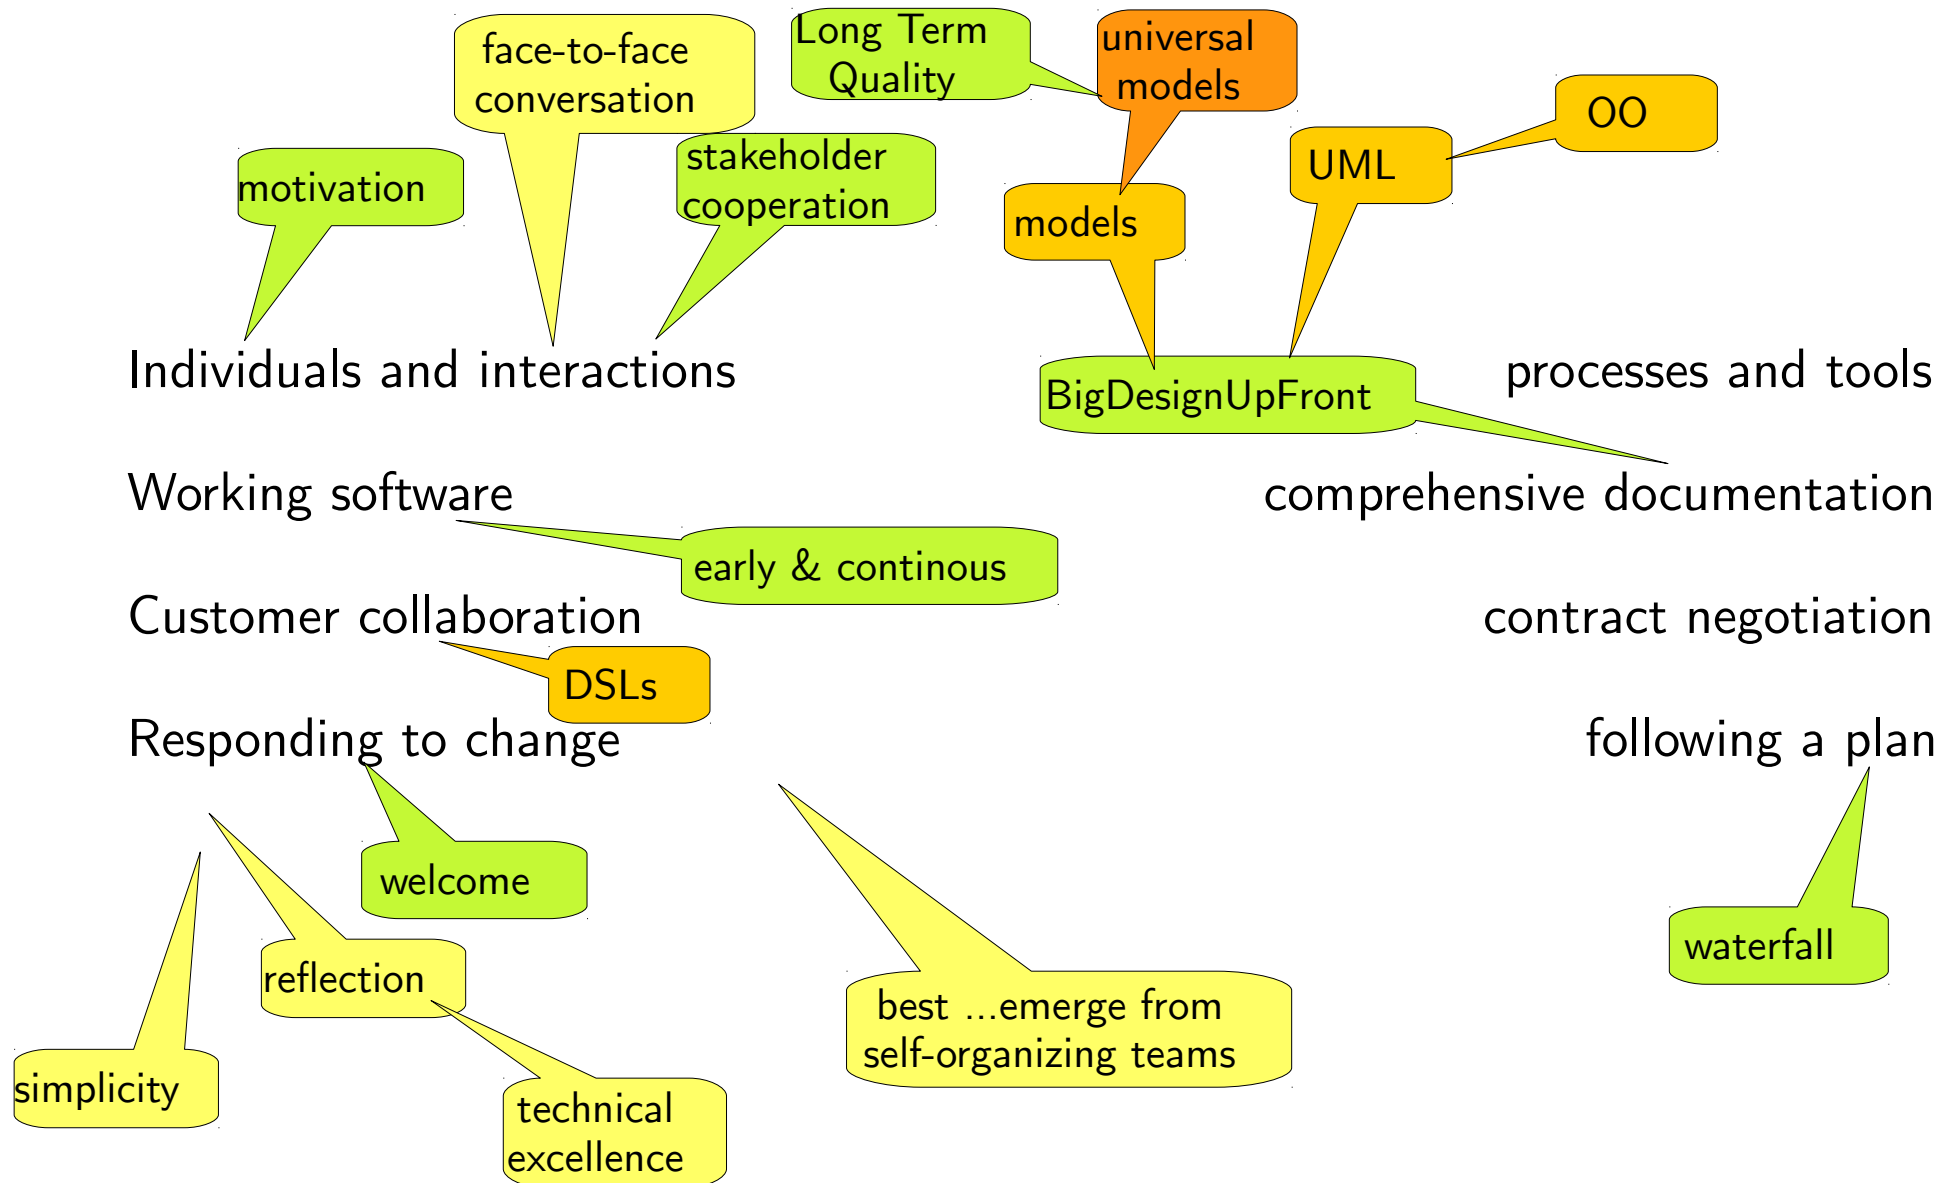 face-to-face
conversation
Long Term
Quality
universal
models
OO
motivation
stakeholder
cooperation
models
UML
Individuals and interactions
BigDesignUpFront
processes and tools
Working software
comprehensive documentation
early & continous
Customer collaboration
contract negotiation
DSLs
Responding to change
following a plan
welcome
waterfall
reflection
best ...emerge from
self-organizing teams
simplicity
technical
excellence